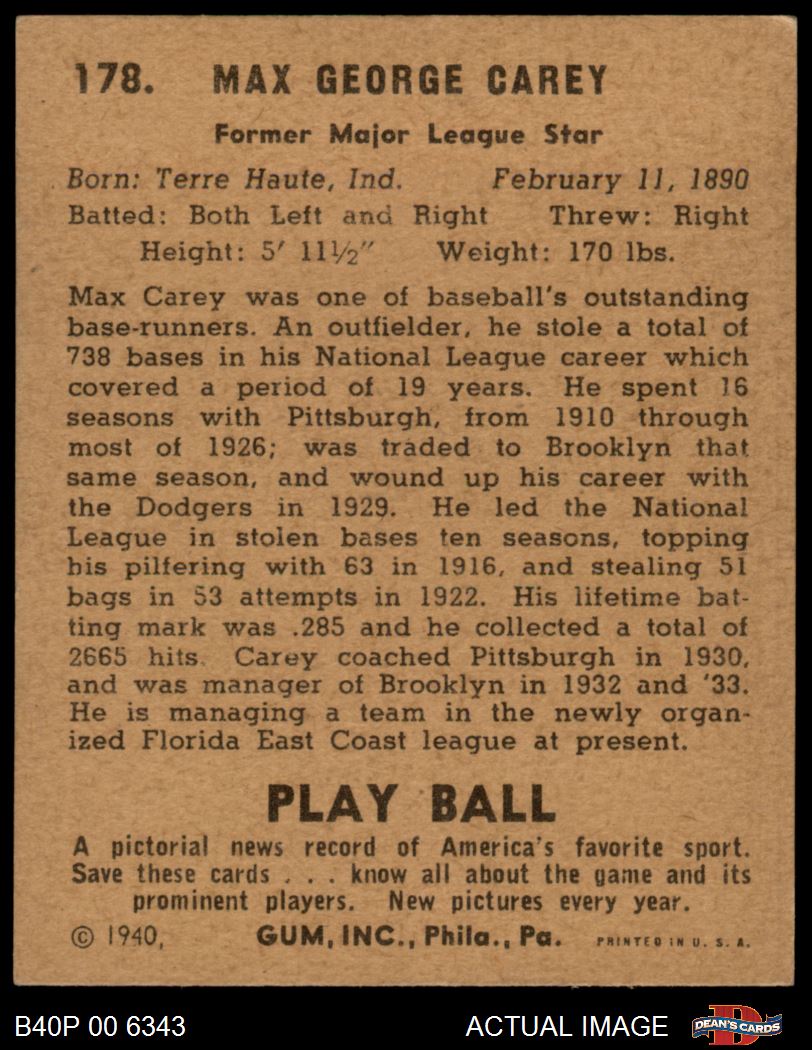 178. MAX GEORGE CAREY
Former Major League Star
Born: Terre Haute, Ind. February 11, 1890
Batted: Both Left and Right Threw: Right
Height: 5′ 11½″ Weight: 170 lbs.
Max Carey was one of baseball's outstanding
base-runners. An outfielder, he stole a total of
738 bases in his National League career which
covered a period of 19 years. He spent 16
seasons with Pittsburgh, from 1910 through
most of 1926; was traded to Brooklyn that
same season, and wound up his career with
the Dodgers in 1929. He led the National
League in stolen bases ten seasons, topping
his pilfering with 63 in 1916, and stealing 51
bags in 53 attempts in 1922. His lifetime bat-
ting mark was .285 and he collected a total of
2665 hits. Carey coached Pittsburgh in 1930,
and was manager of Brooklyn in 1932 and '33.
He is managing a team in the newly organ-
ized Florida East Coast league at present.
PLAY BALL
A pictorial news record of America's favorite sport.
Save these cards . . . know all about the game and its
prominent players. New pictures every year.
© 1940, GUM, INC., Phila., Pa. PRINTED IN U. S. A.
B40P 00 6343 ACTUAL IMAGE DEAN'S CARDS